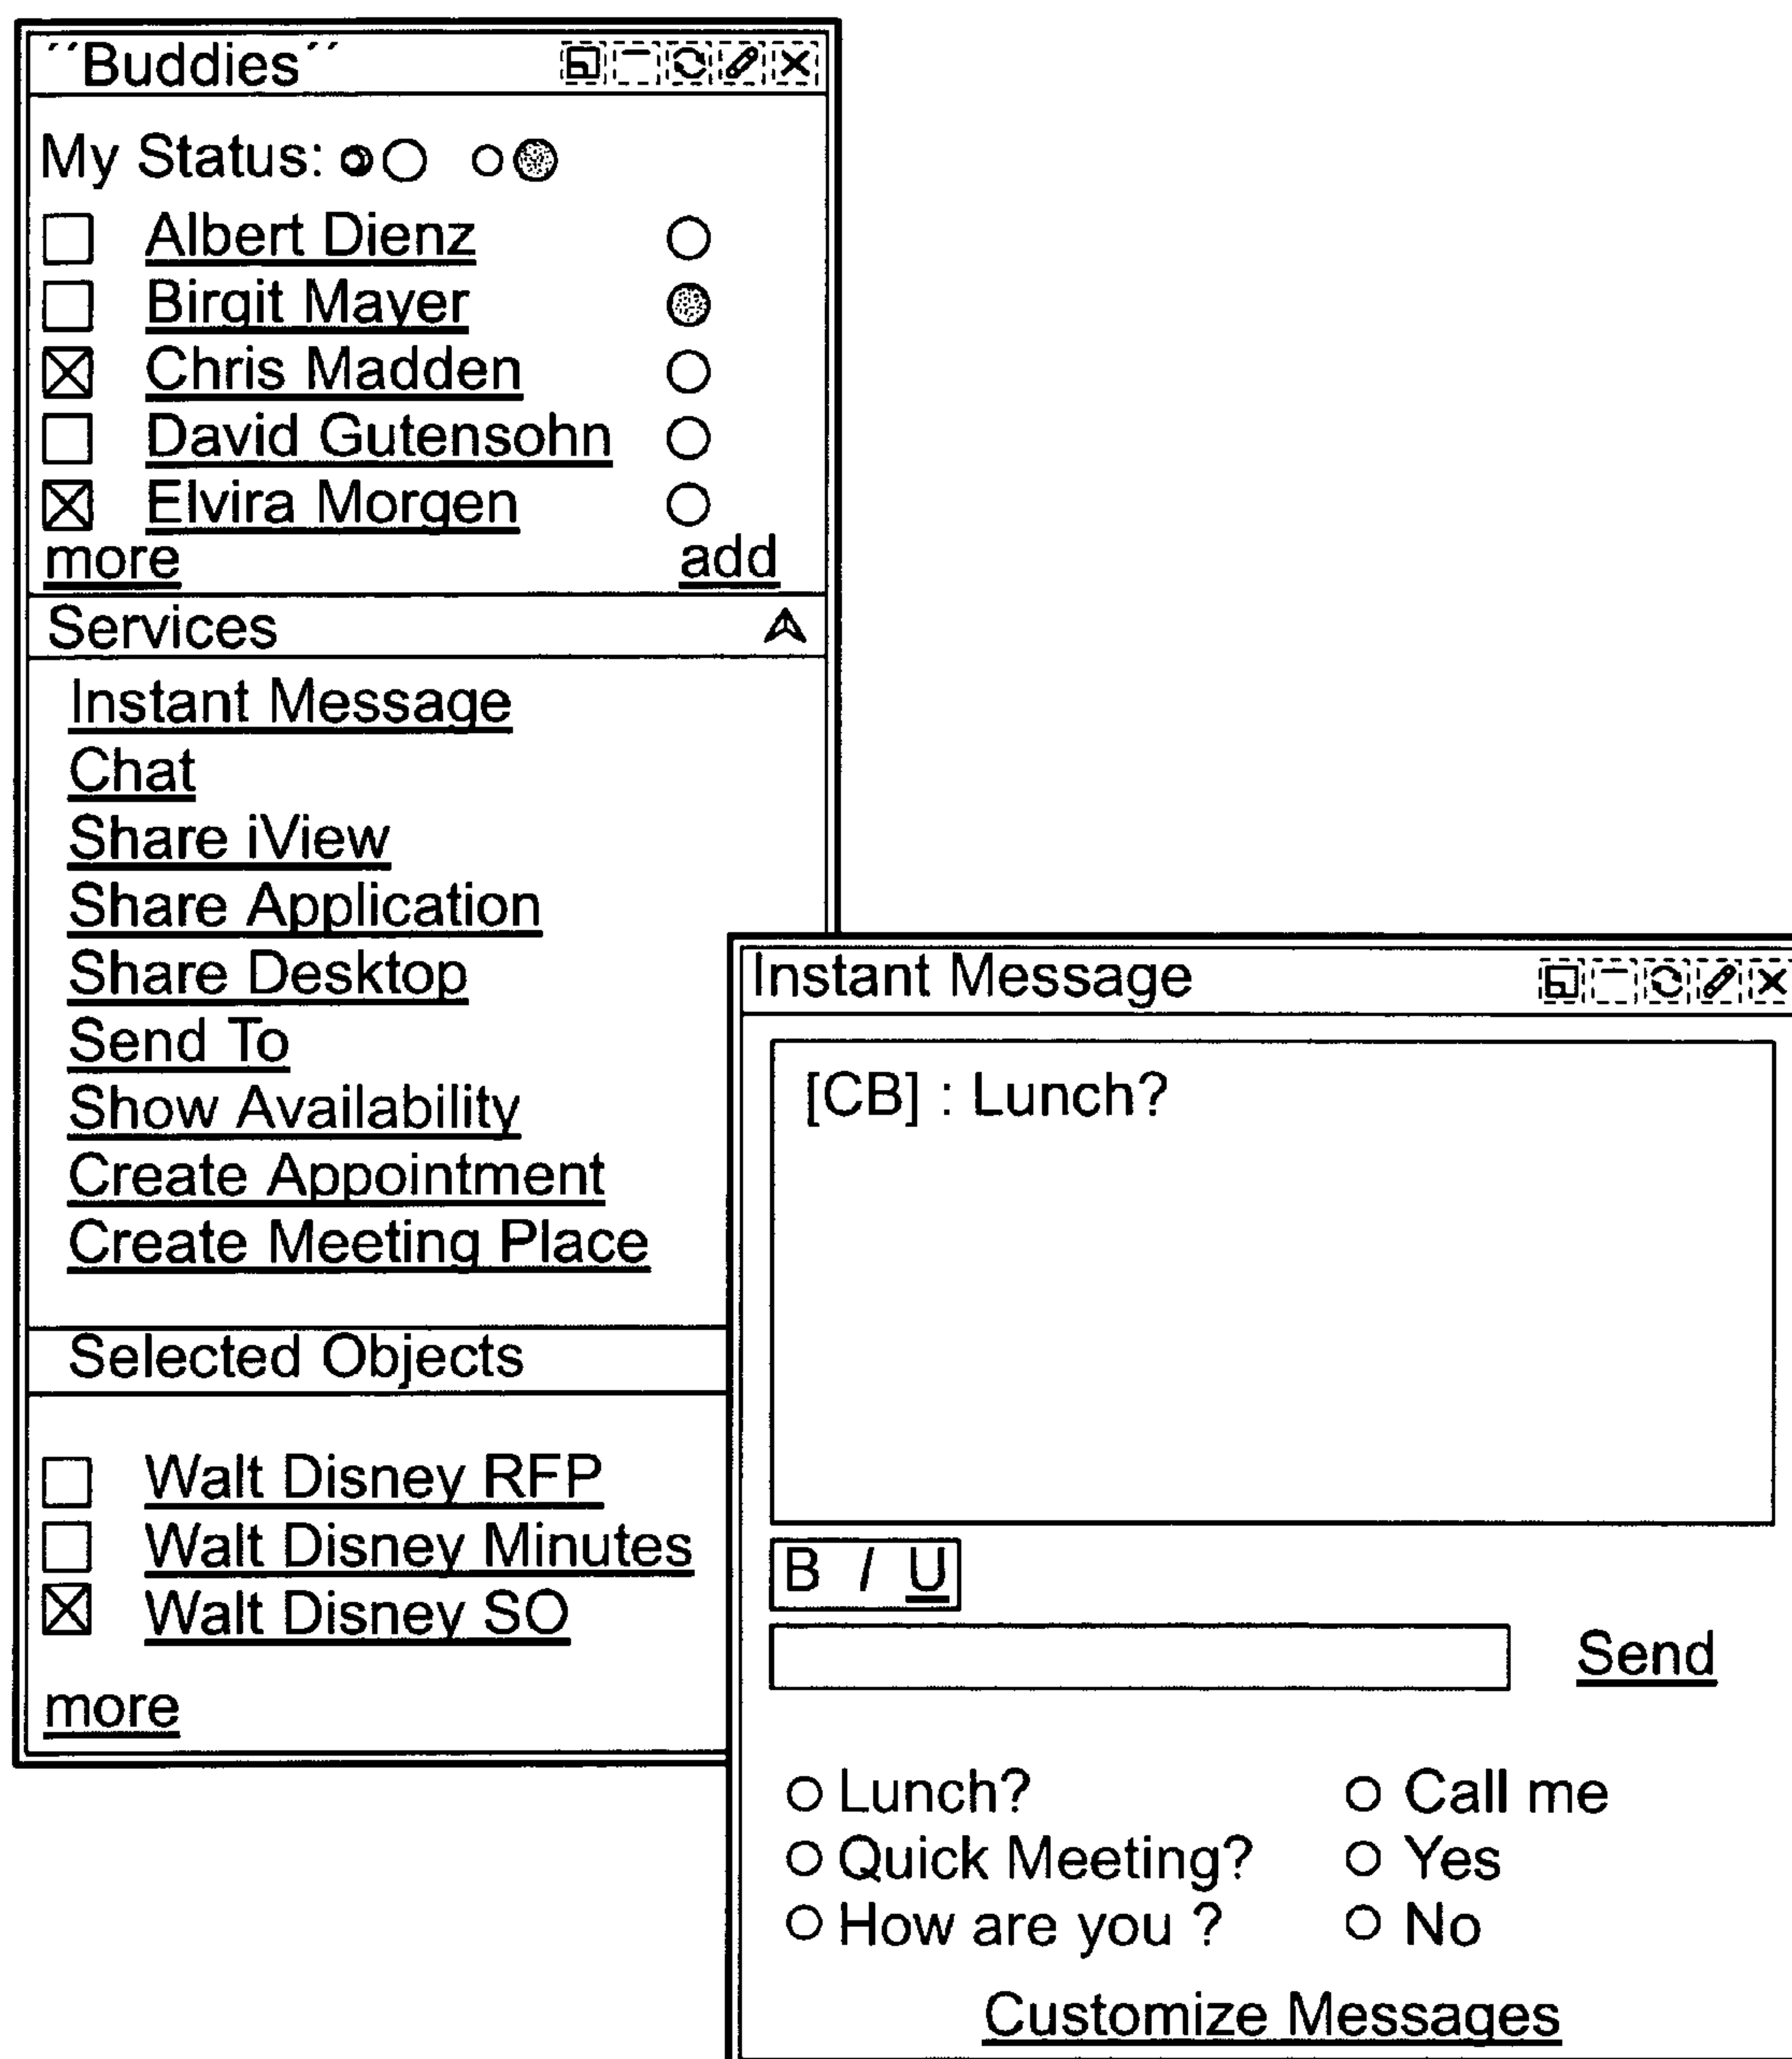 ´´Buddies´´
My Status:
Albert Dienz
Birgit Mayer
Chris Madden
David Gutensohn
Elvira Morgen
more add
Services
Instant Message
Chat
Share iView
Share Application
Share Desktop
Send To
Show Availability
Create Appointment
Create Meeting Place
Selected Objects
Walt Disney RFP
Walt Disney Minutes
Walt Disney SO
more
Instant Message
[CB] : Lunch?
B I U
Send
Lunch? Call me
Quick Meeting? Yes
How are you ? No
Customize Messages